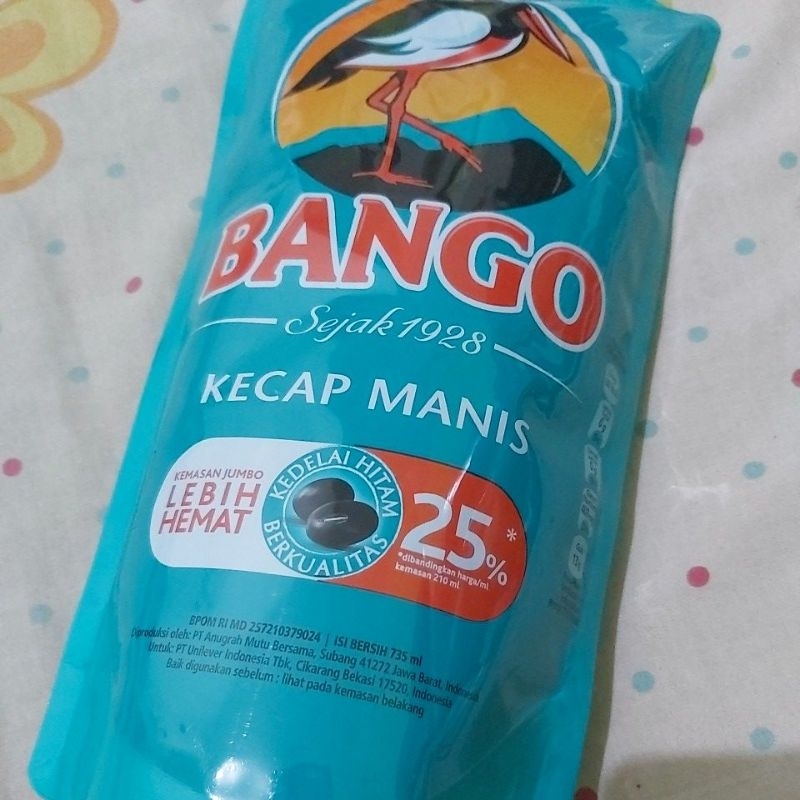 BANGO
Sejak 1928
KECAP MANIS
KEMASAN JUMBO
LEBIH
HEMAT
KEDELAI HITAM
BERKUALITAS
25%*
*dibandingkan harga/ml
kemasan 210 ml
BPOM RI MD 257210379024 | ISI BERSIH 735 ml
Diproduksi oleh: PT Anugrah Mutu Bersama, Subang 41272 Jawa Barat, Indonesia
Untuk: PT Unilever Indonesia Tbk, Cikarang Bekasi 17520, Indonesia
Baik digunakan sebelum : lihat pada kemasan belakang